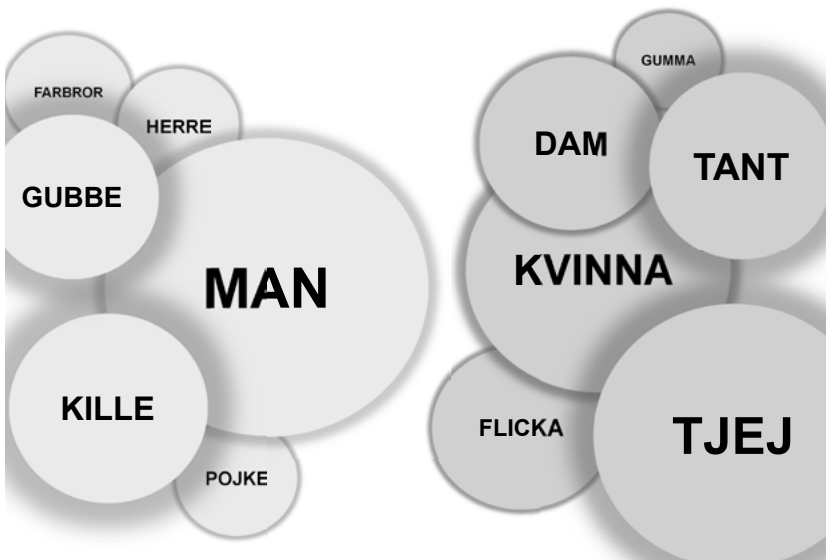 FARBROR
HERRE
GUBBE
MAN
KILLE
POJKE
GUMMA
DAM
TANT
KVINNA
FLICKA
TJEJ